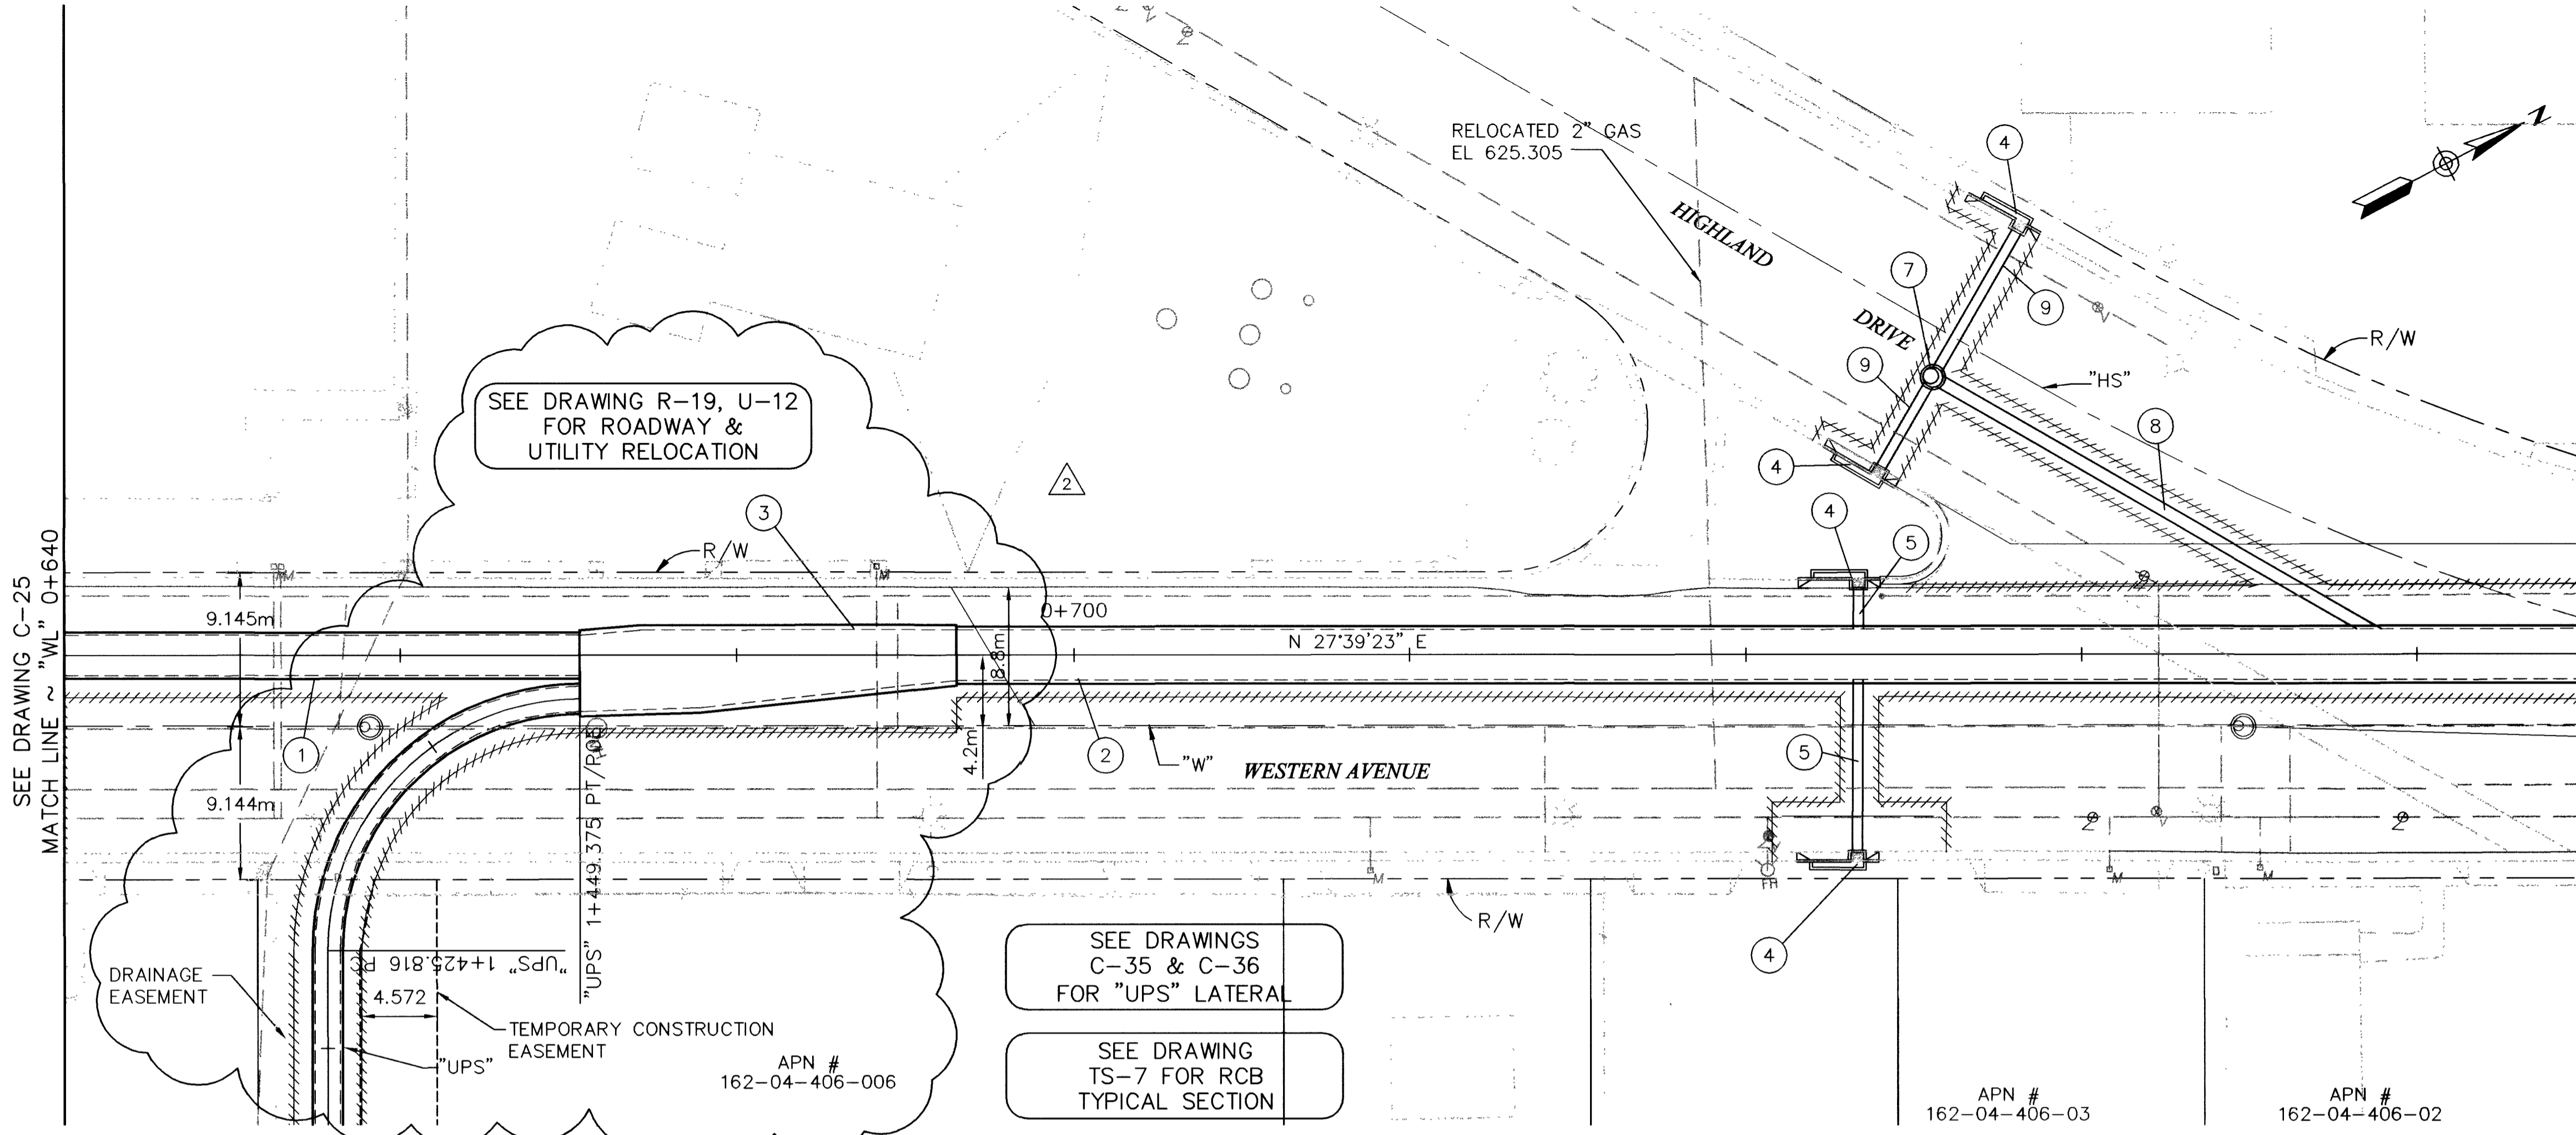 SEE DRAWING C-25
MATCH LINE ~ "WL" 0+640
RELOCATED 2" GAS
EL 625.305
HIGHLAND
DRIVE
N
4
7
9
9
R/W
"HS"
8
4
4
5
SEE DRAWING R-19, U-12
FOR ROADWAY &
UTILITY RELOCATION
2
3
R/W
M
M
9.145m
0+700
8.8m
N 27°39'23" E
1
4.2m
2
"W"
WESTERN AVENUE
5
9.144m
"UPS" 1+449.375 PT/
"UPS" 1+425.816 PC
M
FH
M
M
R/W
4
DRAINAGE
EASEMENT
4.572
TEMPORARY CONSTRUCTION
EASEMENT
"UPS"
APN #
162-04-406-006
SEE DRAWINGS
C-35 & C-36
FOR "UPS" LATERAL
SEE DRAWING
TS-7 FOR RCB
TYPICAL SECTION
APN #
162-04-406-03
APN #
162-04-406-02